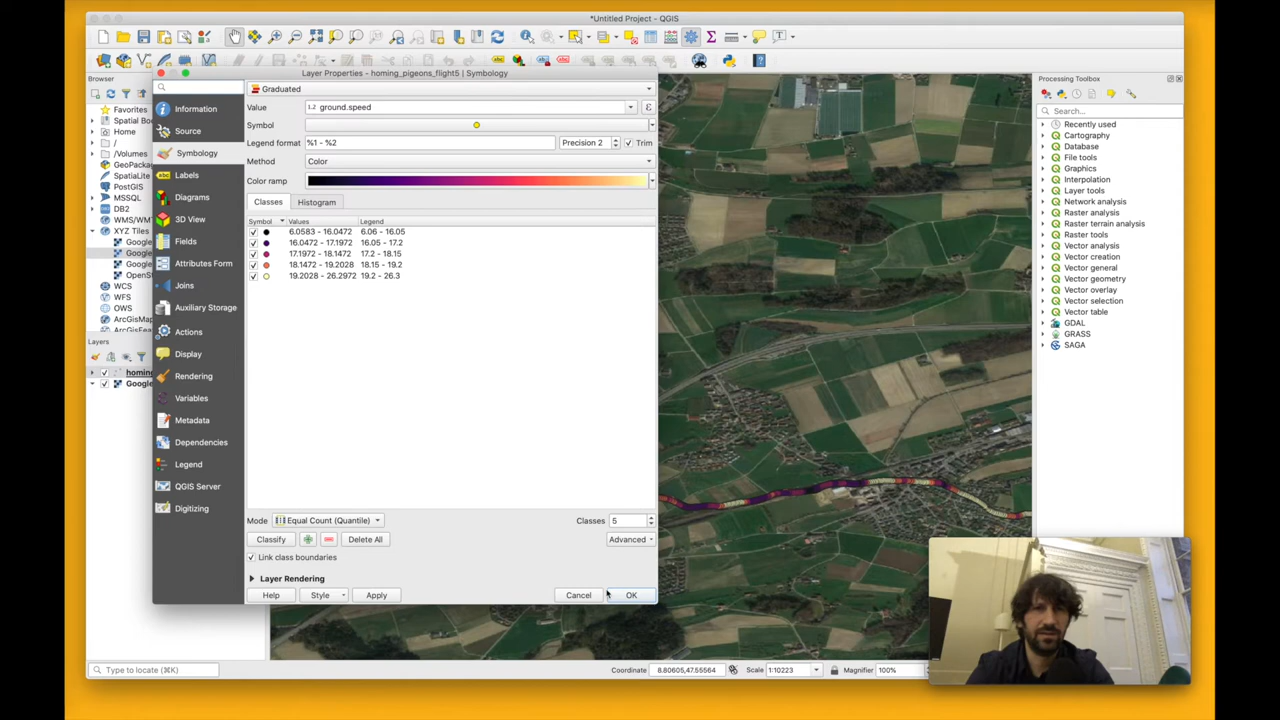 *Untitled Project - QGIS
Browser
Favorites
Spatial Bo
Home
/
/Volumes
GeoPack
SpatiaLite
PostGIS
MSSQL
DB2
WMS/WM
XYZ Tiles
Google
Google
Google
OpenSt
WCS
WFS
OWS
ArcGisMap
ArcGisFea
Layers
homing
Google
Type to locate (⌘K)
Layer Properties - homing_pigeons_flight5 | Symbology
Information
Source
Symbology
Labels
Diagrams
3D View
Fields
Attributes Form
Joins
Auxiliary Storage
Actions
Display
Rendering
Variables
Metadata
Dependencies
Legend
QGIS Server
Digitizing
Graduated
Value 1.2 ground.speed ε
Symbol
Legend format %1 - %2 Precision 2 Trim
Method Color
Color ramp
Classes Histogram
Symbol Values Legend
6.0583 - 16.0472 6.06 - 16.05
16.0472 - 17.1972 16.05 - 17.2
17.1972 - 18.1472 17.2 - 18.15
18.1472 - 19.2028 18.15 - 19.2
19.2028 - 26.2972 19.2 - 26.3
Mode Equal Count (Quantile) Classes 5
Classify Delete All Advanced
Link class boundaries
Layer Rendering
Help Style Apply Cancel OK
Processing Toolbox
Search...
Recently used
Cartography
Database
File tools
Graphics
Interpolation
Layer tools
Network analysis
Raster analysis
Raster terrain analysis
Raster tools
Vector analysis
Vector creation
Vector general
Vector geometry
Vector overlay
Vector selection
Vector table
GDAL
GRASS
SAGA
Coordinate 8.80605,47.55564 Scale 1:10223 Magnifier 100%